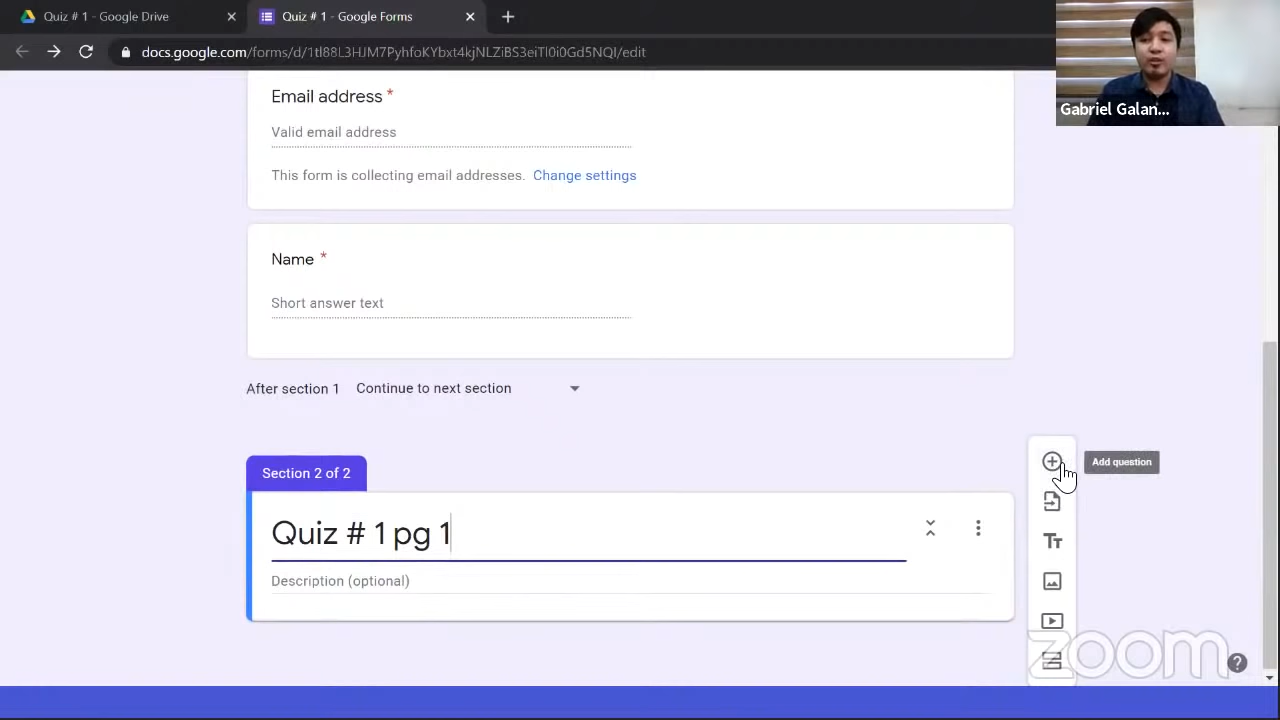 Quiz # 1 - Google Drive
Quiz # 1 - Google Forms
docs.google.com/forms/d/1tl88L3HJM7PyhfoKYbxt4kjNLZiBS3eiTl0i0Gd5NQI/edit
Gabriel Galan...
Email address *
Valid email address
This form is collecting email addresses. Change settings
Name *
Short answer text
After section 1 Continue to next section
Add question
Section 2 of 2
Quiz # 1 pg 1
Description (optional)
zoom